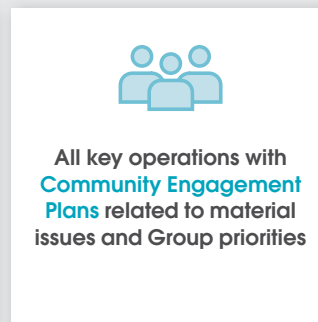 All key operations with
Community Engagement
Plans related to material
issues and Group priorities